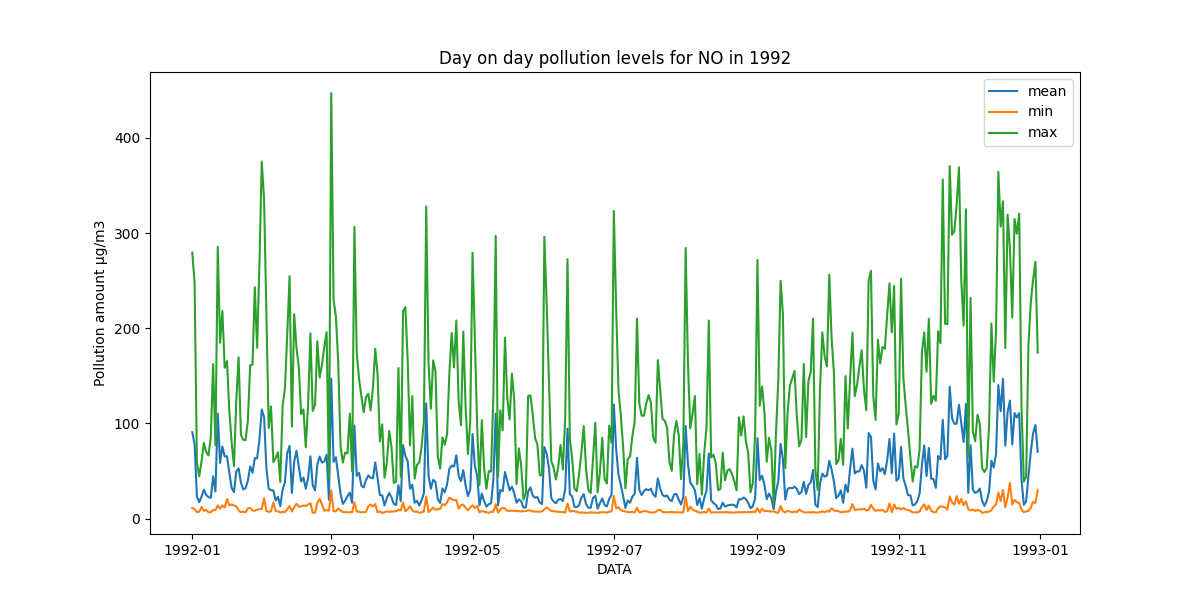 Day on day pollution levels for NO in 1992
mean
min
max
Pollution amount µg/m3
400
300
200
100
0
1992-01
1992-03
1992-05
1992-07
1992-09
1992-11
1993-01
DATA